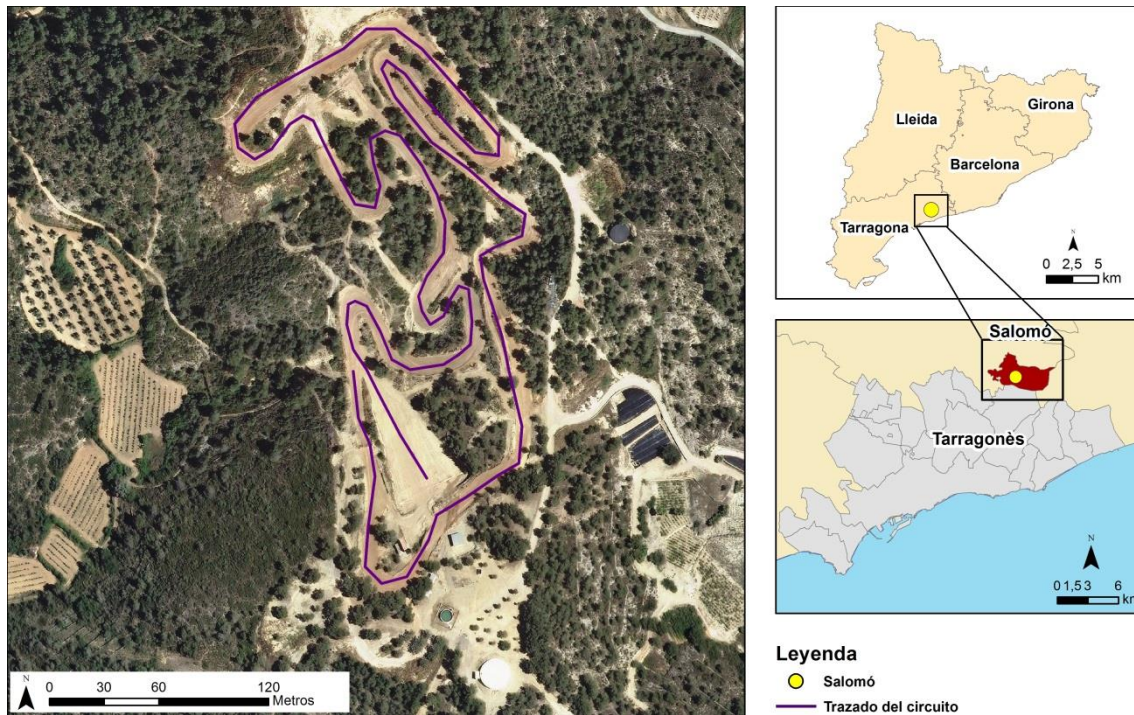 N
0 30 60 120
Metros
Girona
Lleida
Barcelona
Tarragona
N
0 2,5 5
km
Salomó
Tarragonès
N
0 1,5 3 6
km
Leyenda
Salomó
Trazado del circuito